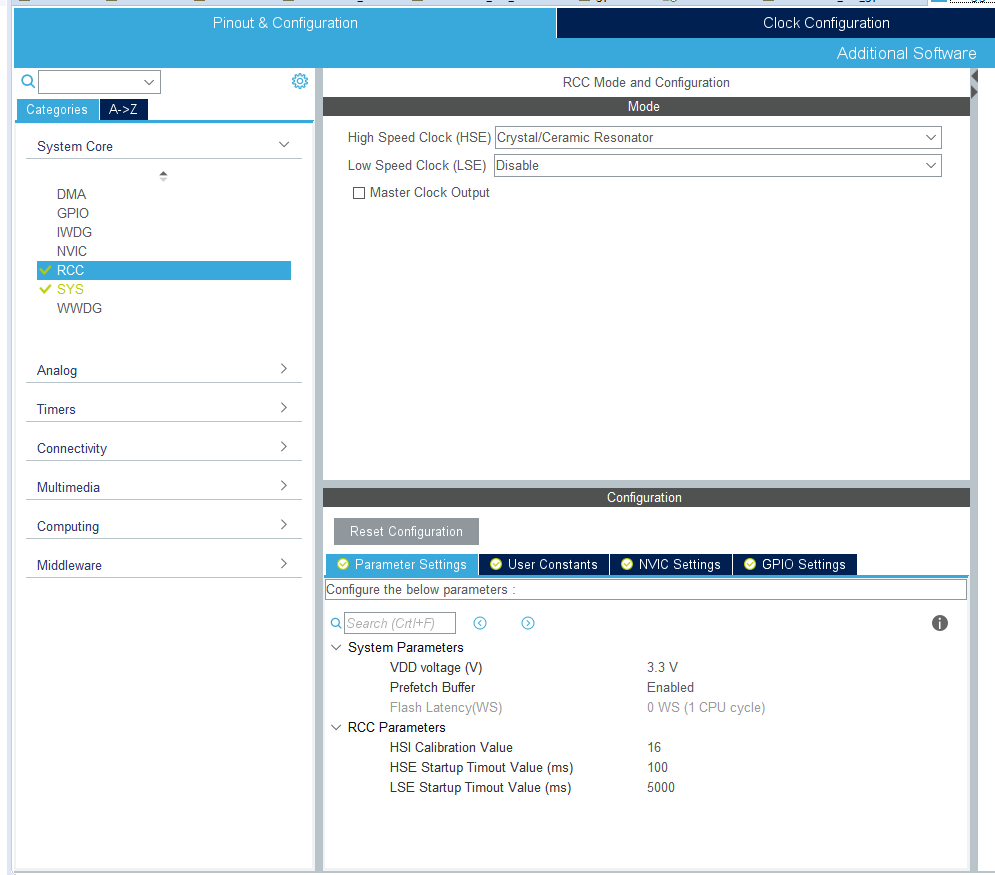 Pinout & Configuration
Clock Configuration
Additional Software
Categories
A->Z
System Core
DMA
GPIO
IWDG
NVIC
RCC
SYS
WWDG
Analog
Timers
Connectivity
Multimedia
Computing
Middleware
RCC Mode and Configuration
Mode
High Speed Clock (HSE) Crystal/Ceramic Resonator
Low Speed Clock (LSE) Disable
Master Clock Output
Configuration
Reset Configuration
Parameter Settings
User Constants
NVIC Settings
GPIO Settings
Configure the below parameters :
Search (Crtl+F)
System Parameters
VDD voltage (V) 3.3 V
Prefetch Buffer Enabled
Flash Latency(WS) 0 WS (1 CPU cycle)
RCC Parameters
HSI Calibration Value 16
HSE Startup Timout Value (ms) 100
LSE Startup Timout Value (ms) 5000